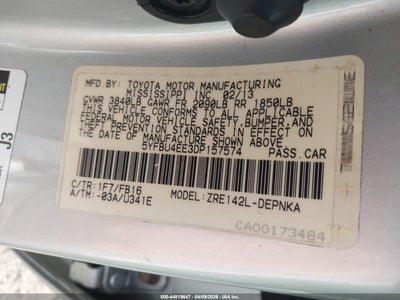 MFD. BY: TOYOTA MOTOR MANUFACTURING
MISSISSIPPI INC 02/13
GVWR 3840LB GAWR FR 2090LB RR 1850LB
THIS VEHICLE CONFORMS TO ALL APPLICABLE
FEDERAL MOTOR VEHICLE SAFETY, BUMPER, AND
THEFT PREVENTION STANDARDS IN EFFECT ON
THE DATE OF MANUFACTURE SHOWN ABOVE.
5YFBU4EE3DP157574 PASS.CAR
C/TR: 1F7/FB16 MODEL: ZRE142L-DEPNKA
A/TM: -03A/U341E
CA00173484
J3
000-44819647 04/09/2026